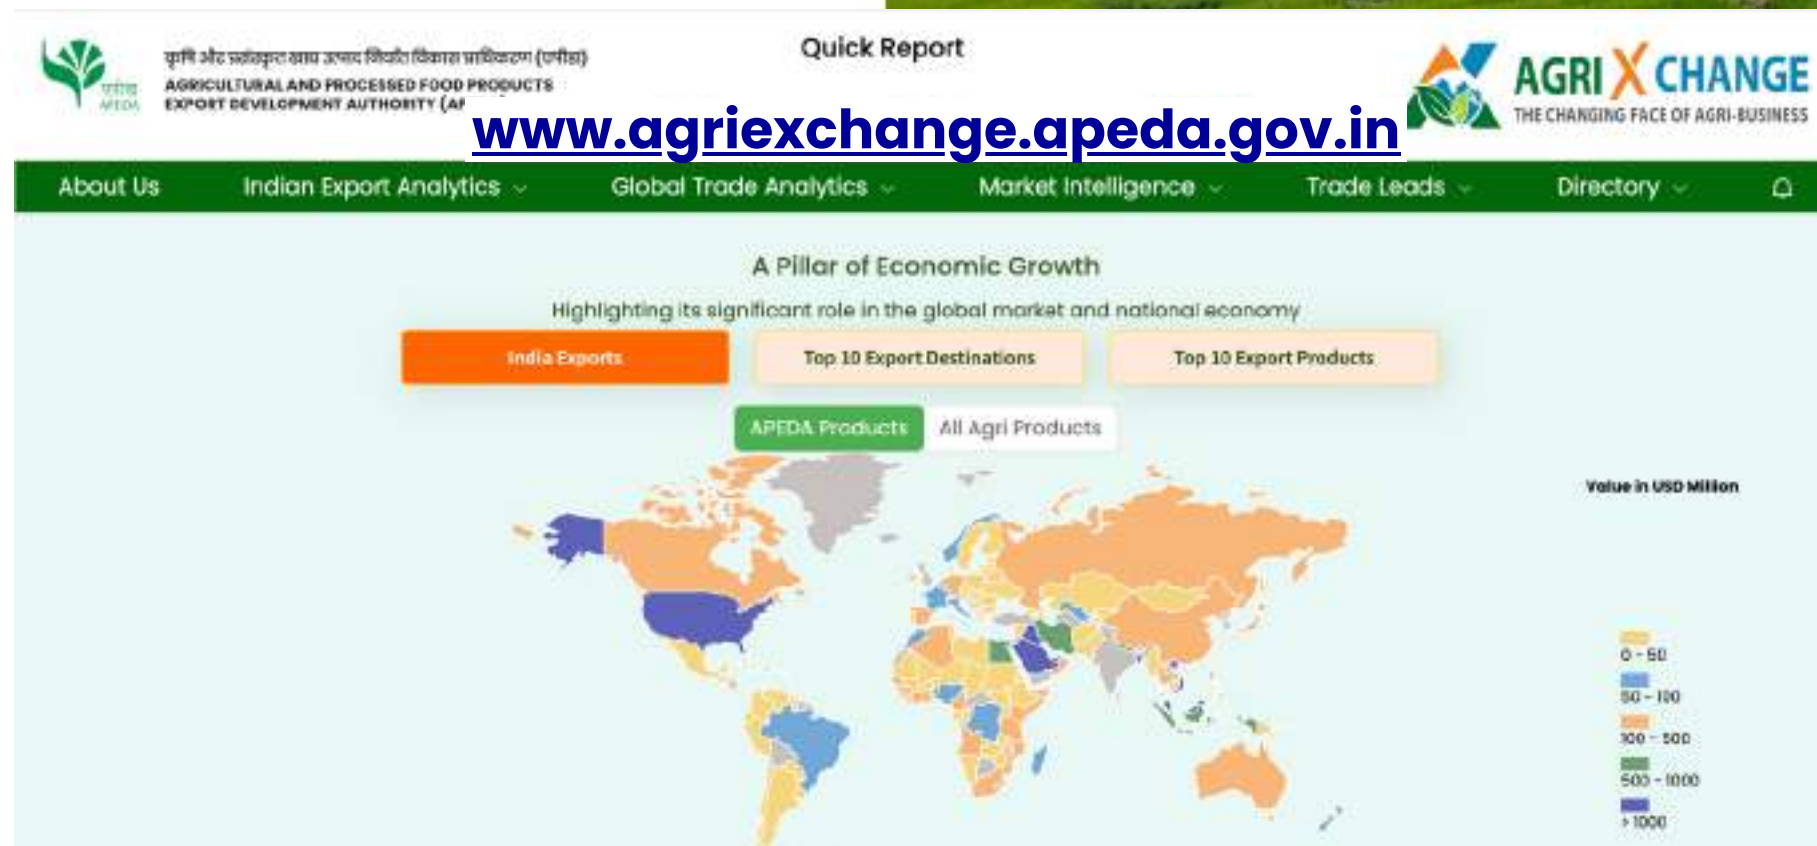 Quick Report
कृषि और प्रसंस्कृत खाद्य उत्पाद निर्यात विकास प्राधिकरण (एपीडा)
AGRICULTURAL AND PROCESSED FOOD PRODUCTS
EXPORT DEVELOPMENT AUTHORITY
एपीडा
APEDA
www.agriexchange.apeda.gov.in
AGRI X CHANGE
THE CHANGING FACE OF AGRI-BUSINESS
About Us Indian Export Analytics Global Trade Analytics Market Intelligence Trade Leads Directory
A Pillar of Economic Growth
Highlighting its significant role in the global market and national economy
India Exports Top 10 Export Destinations Top 10 Export Products
APEDA Products All Agri Products
Value in USD Million
0 - 50
50 - 100
100 - 500
500 - 1000
> 1000